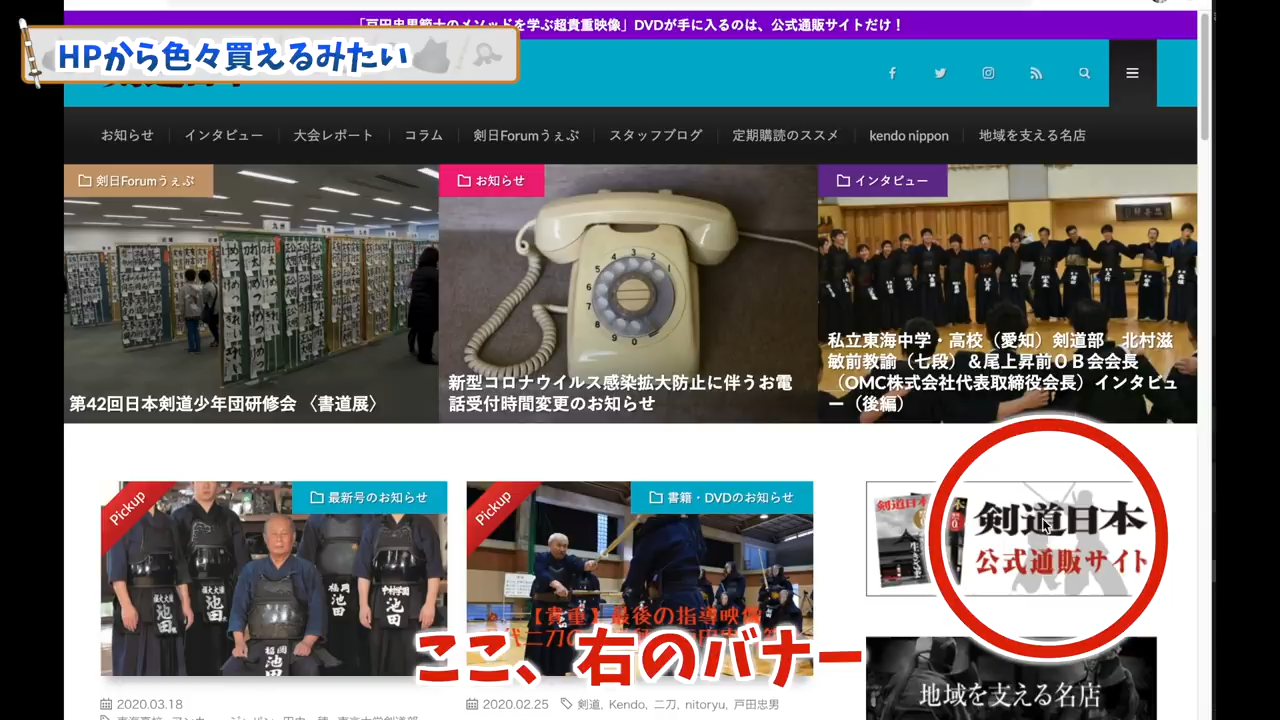 「戸田忠男範士のメソッドを学ぶ超貴重映像」DVDが手に入るのは、公式通販サイトだけ！
HPから色々買えるみたい
お知らせ
インタビュー
大会レポート
コラム
剣日Forumうぇぶ
スタッフブログ
定期購読のススメ
kendo nippon
地域を支える名店
剣日Forumうぇぶ
第42回日本剣道少年団研修会 〈書道展〉
お知らせ
新型コロナウイルス感染拡大防止に伴うお電
話受付時間変更のお知らせ
インタビュー
私立東海中学・高校（愛知）剣道部　北村滋
敏前教諭（七段）＆尾上昇前ＯＢ会会長
（OMC株式会社代表取締役会長）インタビュ
ー（後編）
Pickup
最新号のお知らせ
福岡
池田
池田
池田
池田
2020.03.18
Pickup
書籍・DVDのお知らせ
【貴重】最後の指導映像
2020.02.25
剣道, Kendo, 二刀, nitoryu, 戸田忠男
剣道日本
剣道日本
公式通販サイト
ここ、右のバナー
地域を支える名店